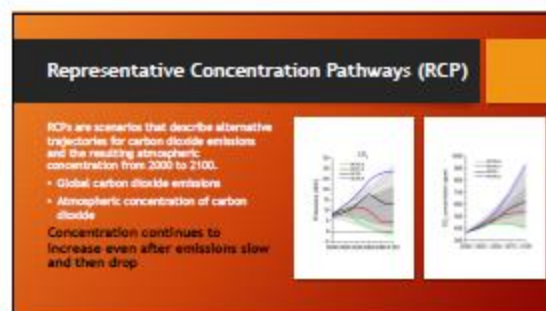 Representative Concentration Pathways (RCP)
RCPs are scenarios that describe alternative
trajectories for carbon dioxide emissions
and the resulting atmospheric
concentration from 2000 to 2100.
• Global carbon dioxide emissions
• Atmospheric concentration of carbon
dioxide
Concentration continues to
increase even after emissions slow
and then drop
CO₂